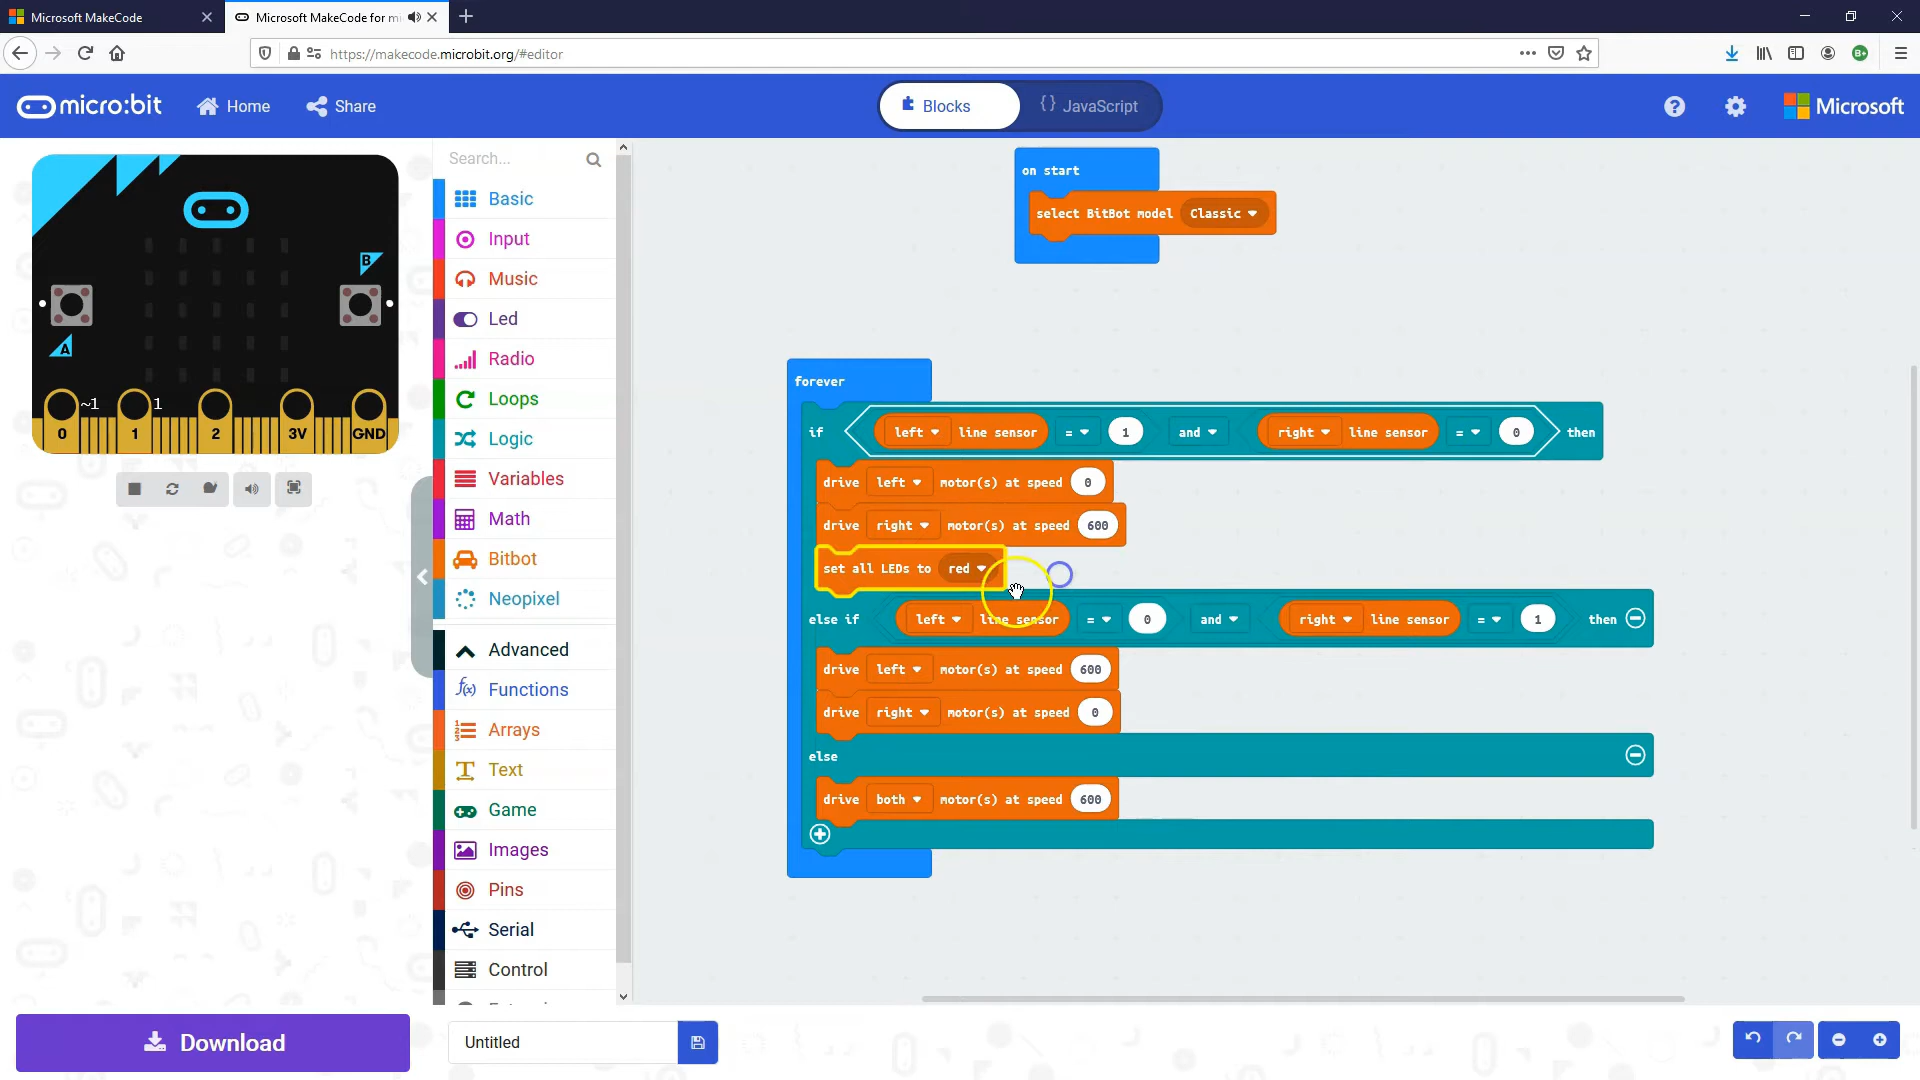 Microsoft MakeCode
Microsoft MakeCode for mi
https://makecode.microbit.org/#editor
micro:bit
Home
Share
Blocks
{} JavaScript
?
Microsoft
B
A
~1
1
0
1
2
3V
GND
Search...
Basic
Input
Music
Led
Radio
Loops
Logic
Variables
Math
Bitbot
Neopixel
Advanced
Functions
Arrays
Text
Game
Images
Pins
Serial
Control
on start
select BitBot model Classic
forever
if left line sensor = 1 and right line sensor = 0 then
drive left motor(s) at speed 0
drive right motor(s) at speed 600
set all LEDs to red
else if left line sensor = 0 and right line sensor = 1 then
drive left motor(s) at speed 600
drive right motor(s) at speed 0
else
drive both motor(s) at speed 600
Download
Untitled